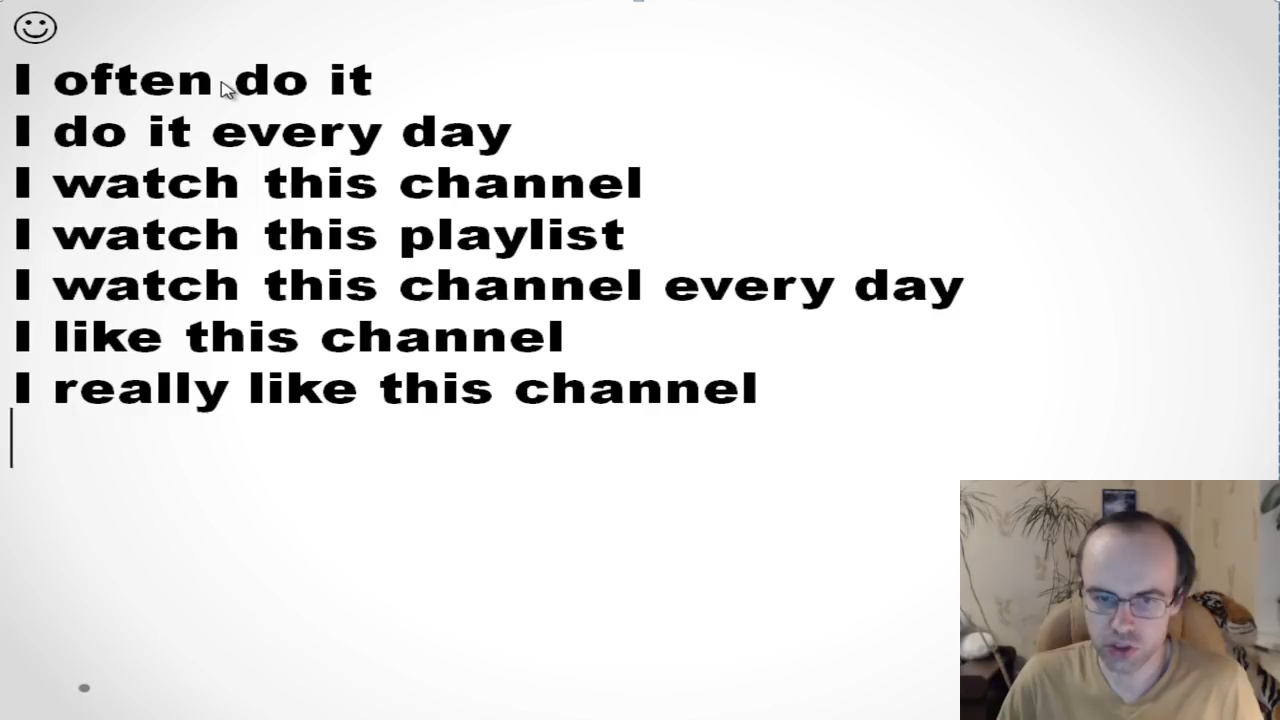 I often do it
I do it every day
I watch this channel
I watch this playlist
I watch this channel every day
I like this channel
I really like this channel